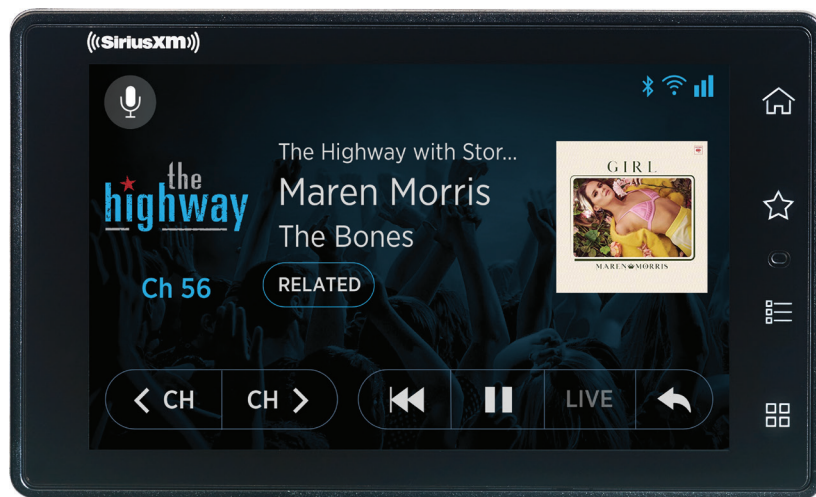 ((SiriusXM))
The Highway with Stor...
the
highway
Maren Morris
The Bones
Ch 56
RELATED
GIRL
MAREN MORRIS
CH
CH
LIVE